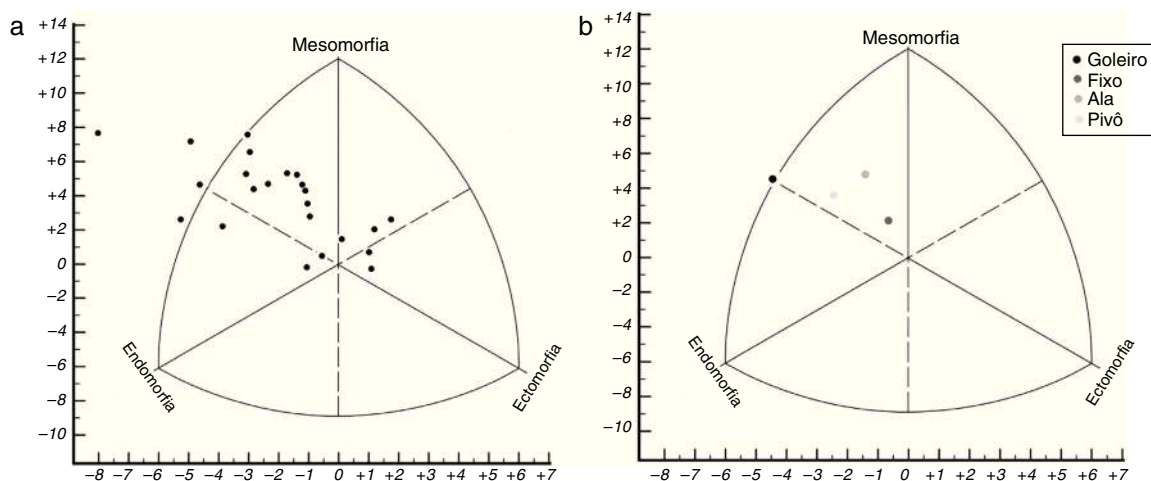 a
+14
+12
+10
+8
+6
+4
+2
0
−2
−4
−6
−8
−10
Mesomorfia
Endomorfia
Ectomorfia
−8 −7 −6 −5 −4 −3 −2 −1 0 +1 +2 +3 +4 +5 +6 +7
b
+14
+12
+10
+8
+6
+4
+2
0
−2
−4
−6
−8
−10
Mesomorfia
Endomorfia
Ectomorfia
−8 −7 −6 −5 −4 −3 −2 −1 0 +1 +2 +3 +4 +5 +6 +7
Goleiro
Fixo
Ala
Pivô